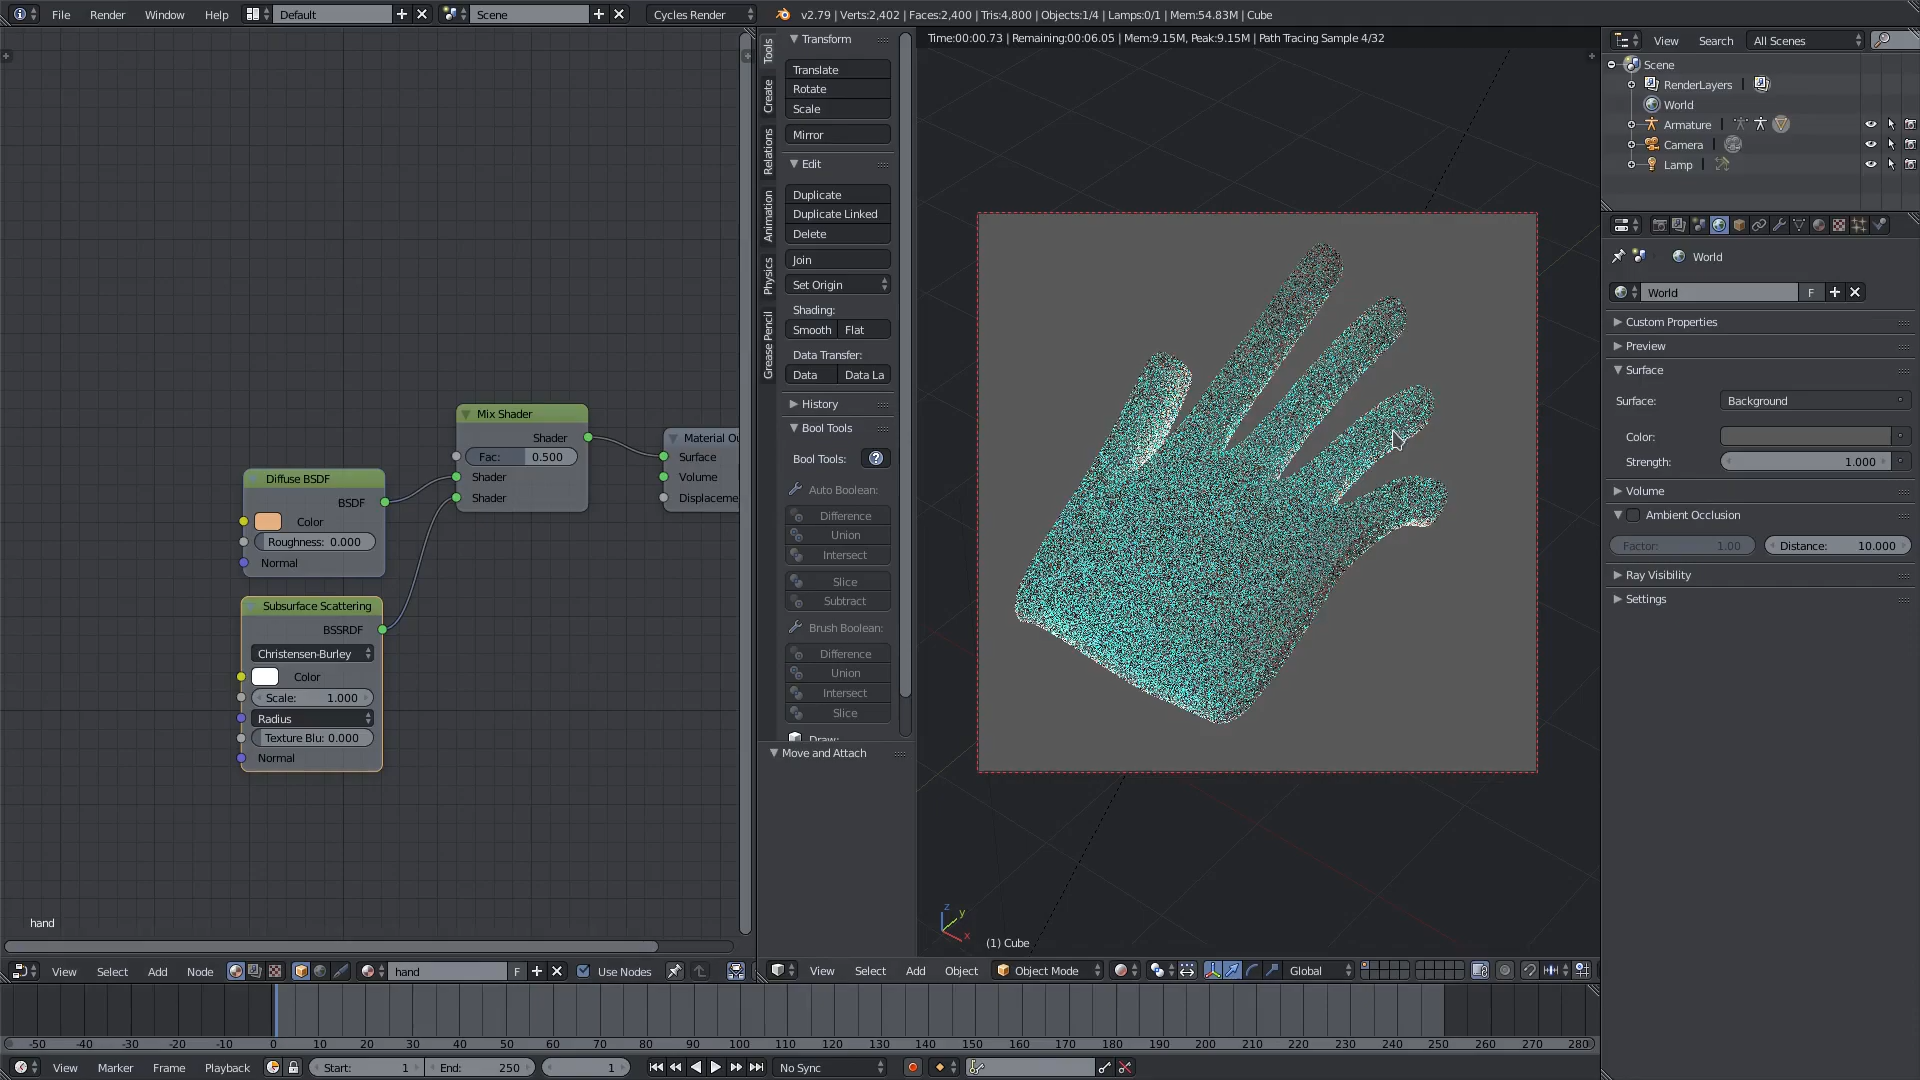 File Render Window Help Default Scene Cycles Render v2.79 | Verts:2,402 | Faces:2,400 | Tris:4,800 | Objects:1/4 | Lamps:0/1 | Mem:54.83M | Cube
Time:00:00.73 | Remaining:00:06.05 | Mem:9.15M, Peak:9.15M | Path Tracing Sample 4/32
View Search All Scenes
Scene
RenderLayers
World
Armature
Camera
Lamp
Tools
Create
Relations
Animation
Physics
Grease Pencil
Transform
Translate
Rotate
Scale
Mirror
Edit
Duplicate
Duplicate Linked
Delete
Join
Set Origin
Shading:
Smooth Flat
Data Transfer:
Data Data La
History
Bool Tools
Bool Tools:
Auto Boolean:
Difference
Union
Intersect
Slice
Subtract
Brush Boolean:
Difference
Union
Intersect
Slice
Move and Attach
Mix Shader
Shader
Fac: 0.500
Shader
Shader
Material Ou
Surface
Volume
Displaceme
Diffuse BSDF
BSDF
Color
Roughness: 0.000
Normal
Subsurface Scattering
BSSRDF
Christensen-Burley
Color
Scale: 1.000
Radius
Texture Blu: 0.000
Normal
hand
World
World F
Custom Properties
Preview
Surface
Surface: Background
Color:
Strength: 1.000
Volume
Ambient Occlusion
Factor: 1.00 Distance: 10.000
Ray Visibility
Settings
z
y
x
(1) Cube
View Select Add Node hand F Use Nodes
View Select Add Object Object Mode Global
-50 -40 -30 -20 -10 0 10 20 30 40 50 60 70 80 90 100 110 120 130 140 150 160 170 180 190 200 210 220 230 240 250 260 270 280
View Marker Frame Playback Start: 1 End: 250 1 No Sync